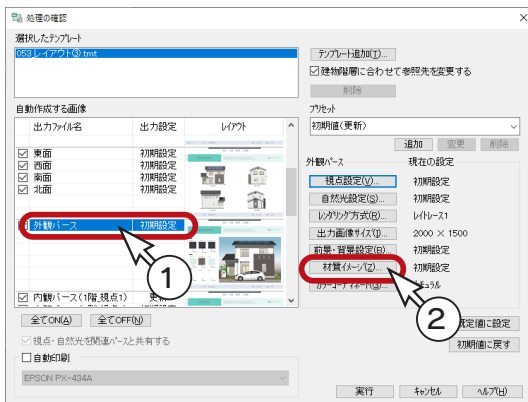 処理の確認
選択したテンプレート
053_レイアウト③.tmt
テンプレート追加(T)...
建物階層に合わせて参照先を変更する
削除
自動作成する画像
出力ファイル名 出力設定 レイアウト
東面 初期設定
西面 初期設定
南面 初期設定
北面 初期設定
外観パース 初期設定
内観パース(1階_視点1)
プリセット
初期値(更新)
追加 変更 削除
外観パース 現在の設定
視点設定(V)... 初期設定
自然光設定(S)... 初期設定
レンダリング方式(R)... レイトレース1
出力画像サイズ(I)... 2000 × 1500
前景・背景設定(B)... 初期設定
材質イメージ(Z)... 初期設定
1
2
全てON(A) 全てOFF(N)
既定値に設定
視点・自然光を関連パースと共有する
初期値に戻す
自動印刷
EPSON PX-434A
実行 キャンセル ヘルプ(H)